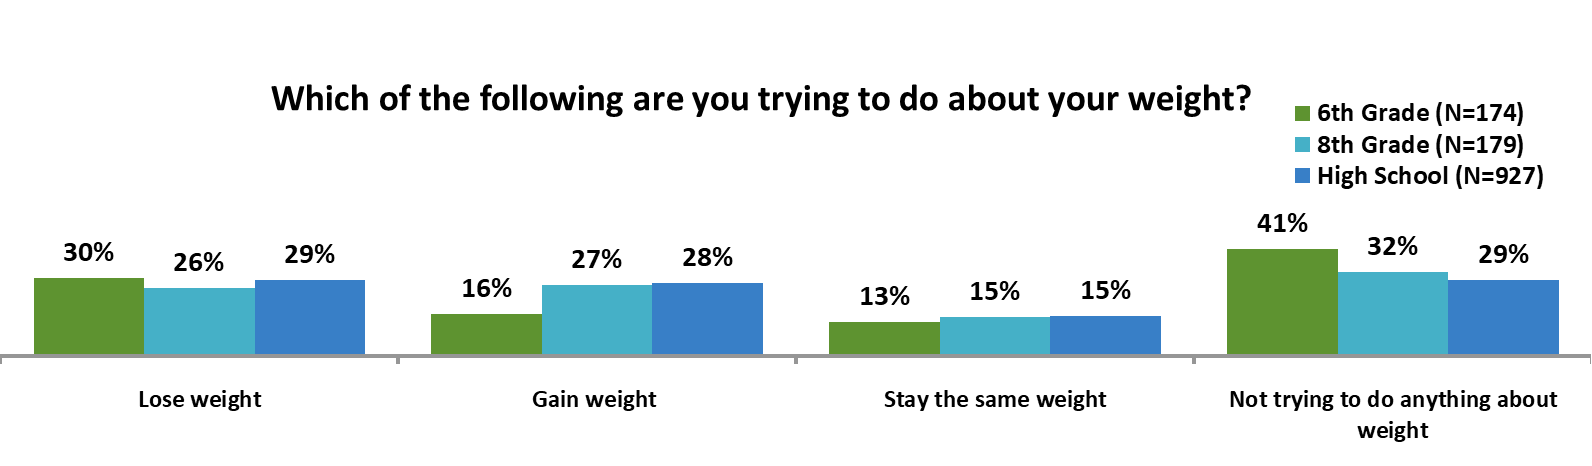 Which of the following are you trying to do about your weight?
6th Grade (N=174)
8th Grade (N=179)
High School (N=927)
30%
26%
29%
16%
27%
28%
13%
15%
15%
41%
32%
29%
Lose weight
Gain weight
Stay the same weight
Not trying to do anything about
weight